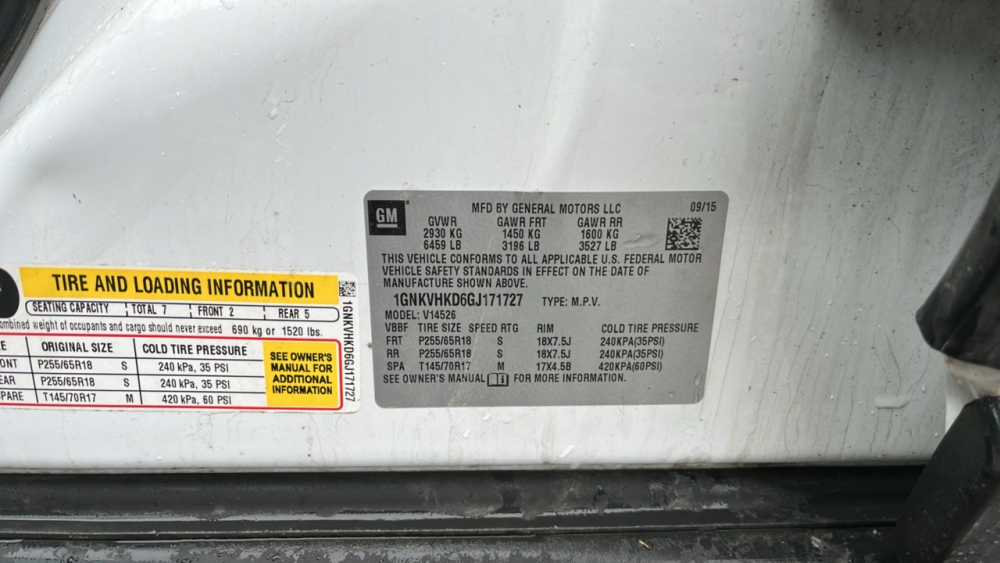 GM
MFD BY GENERAL MOTORS LLC 09/15
GVWR GAWR FRT GAWR RR
2930 KG 1450 KG 1600 KG
6459 LB 3196 LB 3527 LB
THIS VEHICLE CONFORMS TO ALL APPLICABLE U.S. FEDERAL MOTOR
VEHICLE SAFETY STANDARDS IN EFFECT ON THE DATE OF
MANUFACTURE SHOWN ABOVE.
1GNKVHKD6GJ171727 TYPE: M.P.V.
MODEL: V14526
VBBF TIRE SIZE SPEED RTG RIM COLD TIRE PRESSURE
FRT P255/65R18 S 18X7.5J 240KPA(35PSI)
RR P255/65R18 S 18X7.5J 240KPA(35PSI)
SPA T145/70R17 M 17X4.5B 420KPA(60PSI)
SEE OWNER'S MANUAL FOR MORE INFORMATION.
TIRE AND LOADING INFORMATION
SEATING CAPACITY TOTAL 7 FRONT 2 REAR 5
ombined weight of occupants and cargo should never exceed 690 kg or 1520 lbs.
E ORIGINAL SIZE COLD TIRE PRESSURE
ONT P255/65R18 S 240 kPa, 35 PSI
EAR P255/65R18 S 240 kPa, 35 PSI
PARE T145/70R17 M 420 kPa, 60 PSI
SEE OWNER'S
MANUAL FOR
ADDITIONAL
INFORMATION
1GNKVHKD6GJ171727